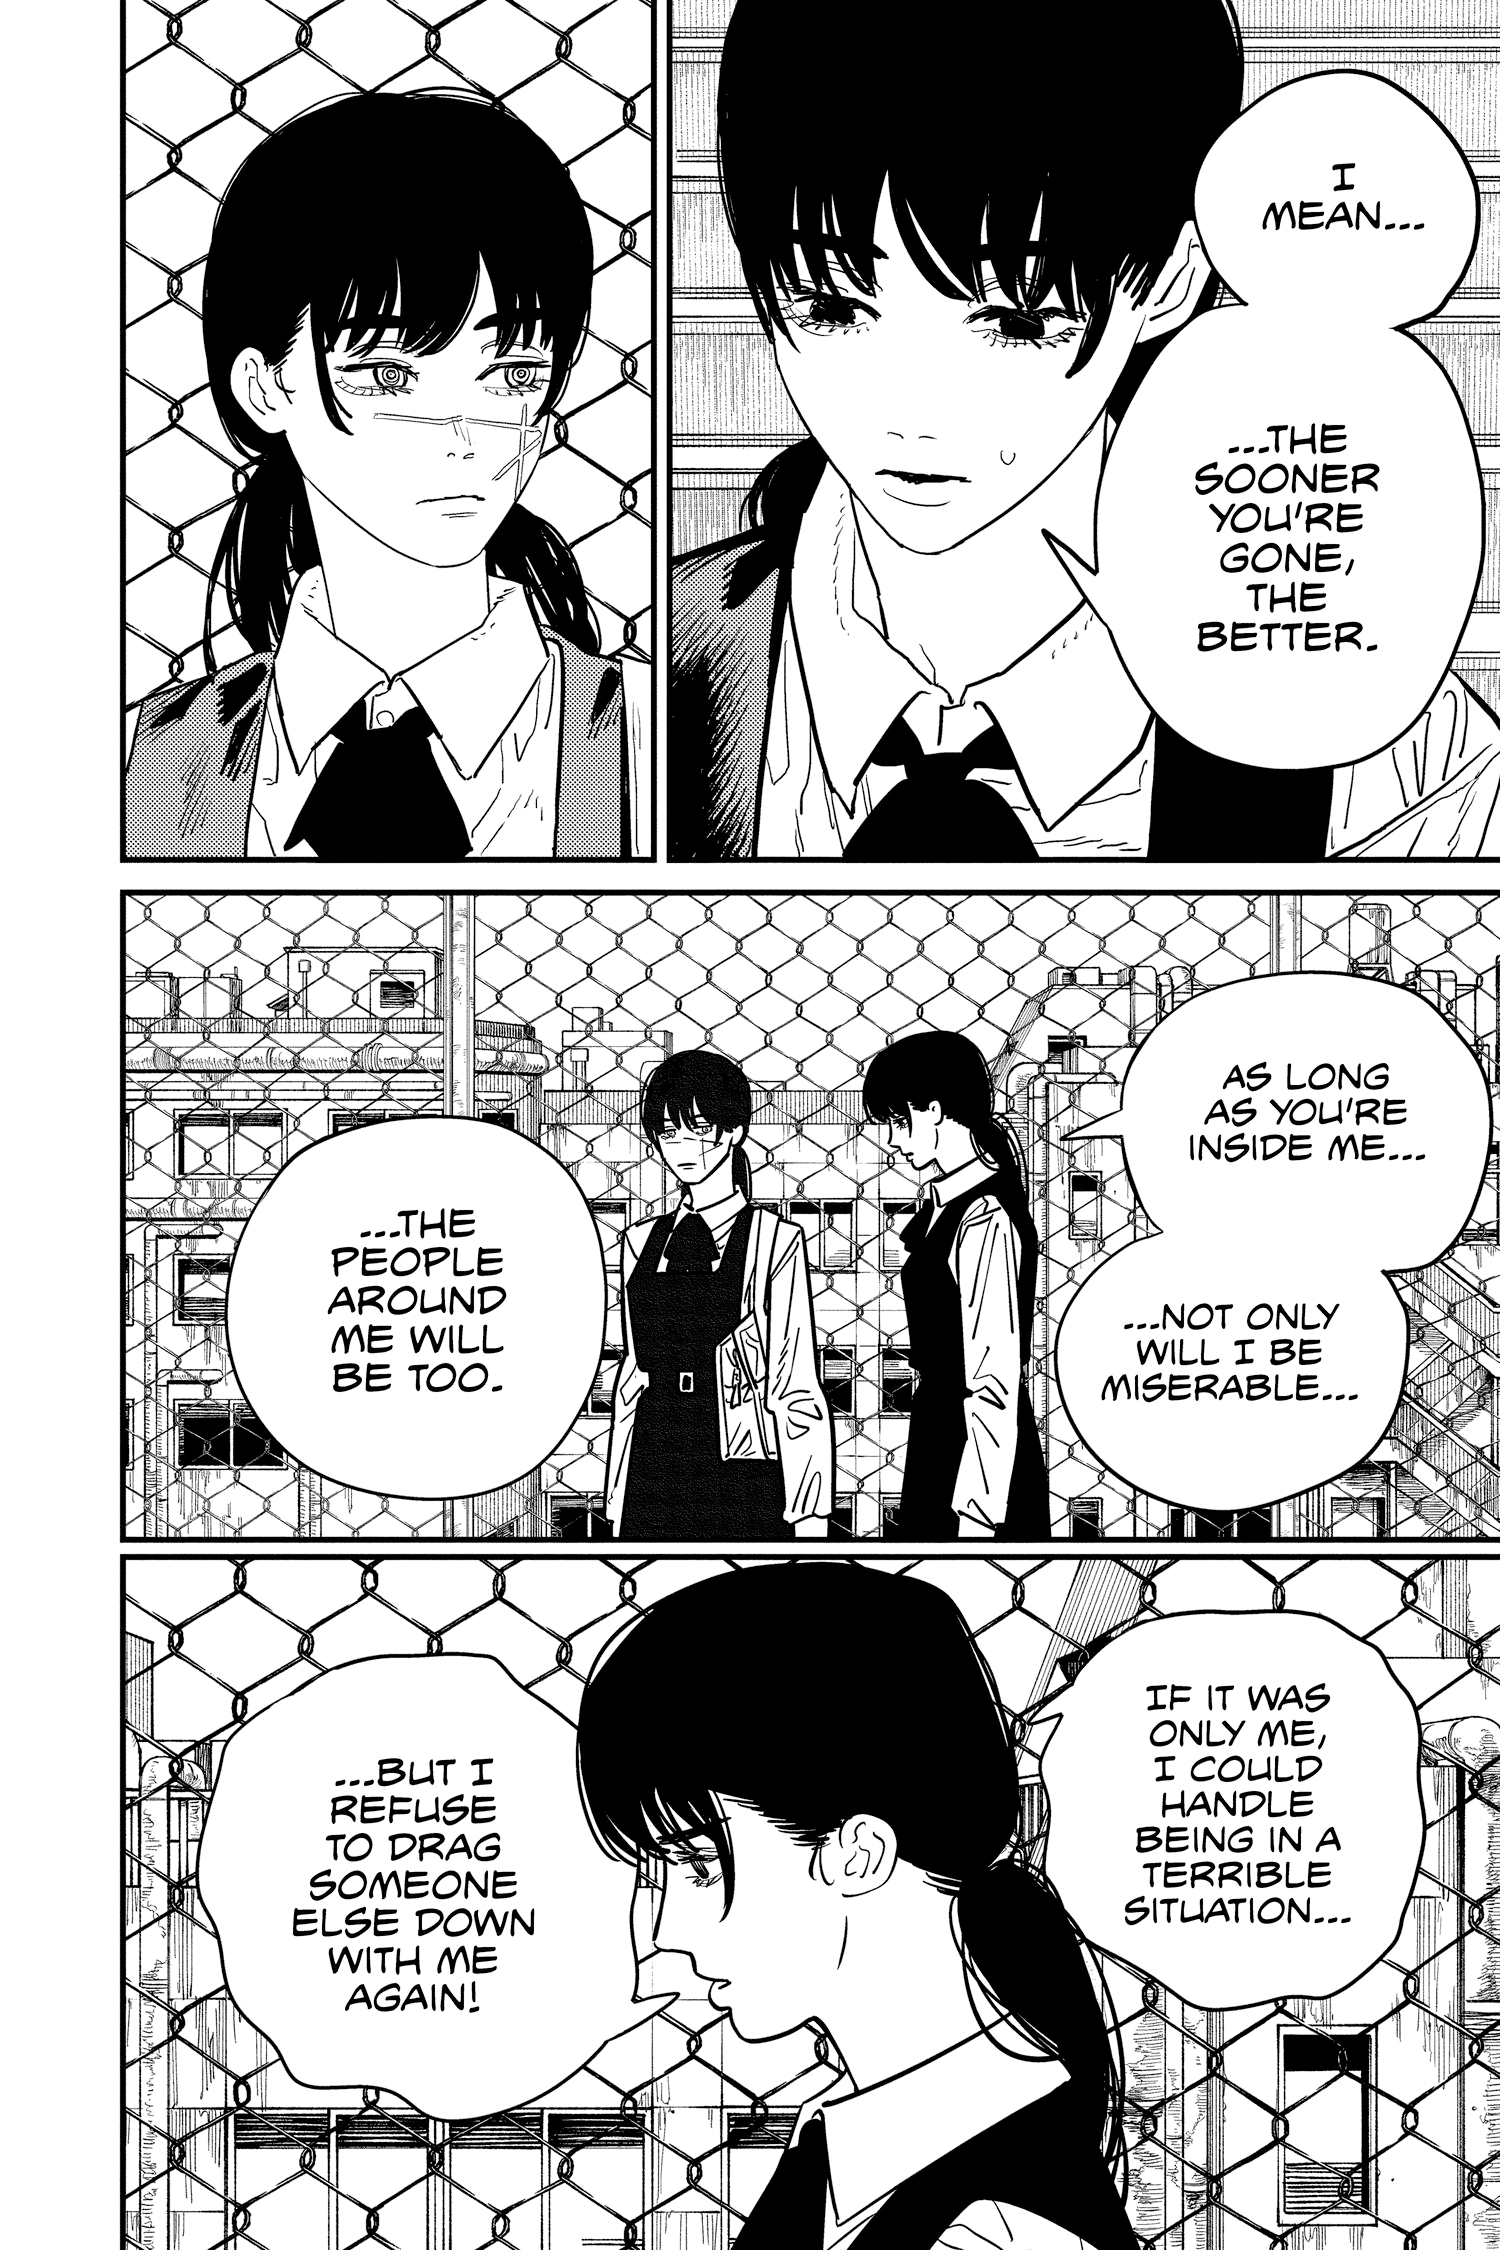 I
MEAN...
...THE
SOONER
YOU'RE
GONE,
THE
BETTER.
AS LONG
AS YOU'RE
INSIDE ME...
...NOT ONLY
WILL I BE
MISERABLE...
...THE
PEOPLE
AROUND
ME WILL
BE TOO.
IF IT WAS
ONLY ME,
I COULD
HANDLE
BEING IN A
TERRIBLE
SITUATION...
...BUT I
REFUSE
TO DRAG
SOMEONE
ELSE DOWN
WITH ME
AGAIN!